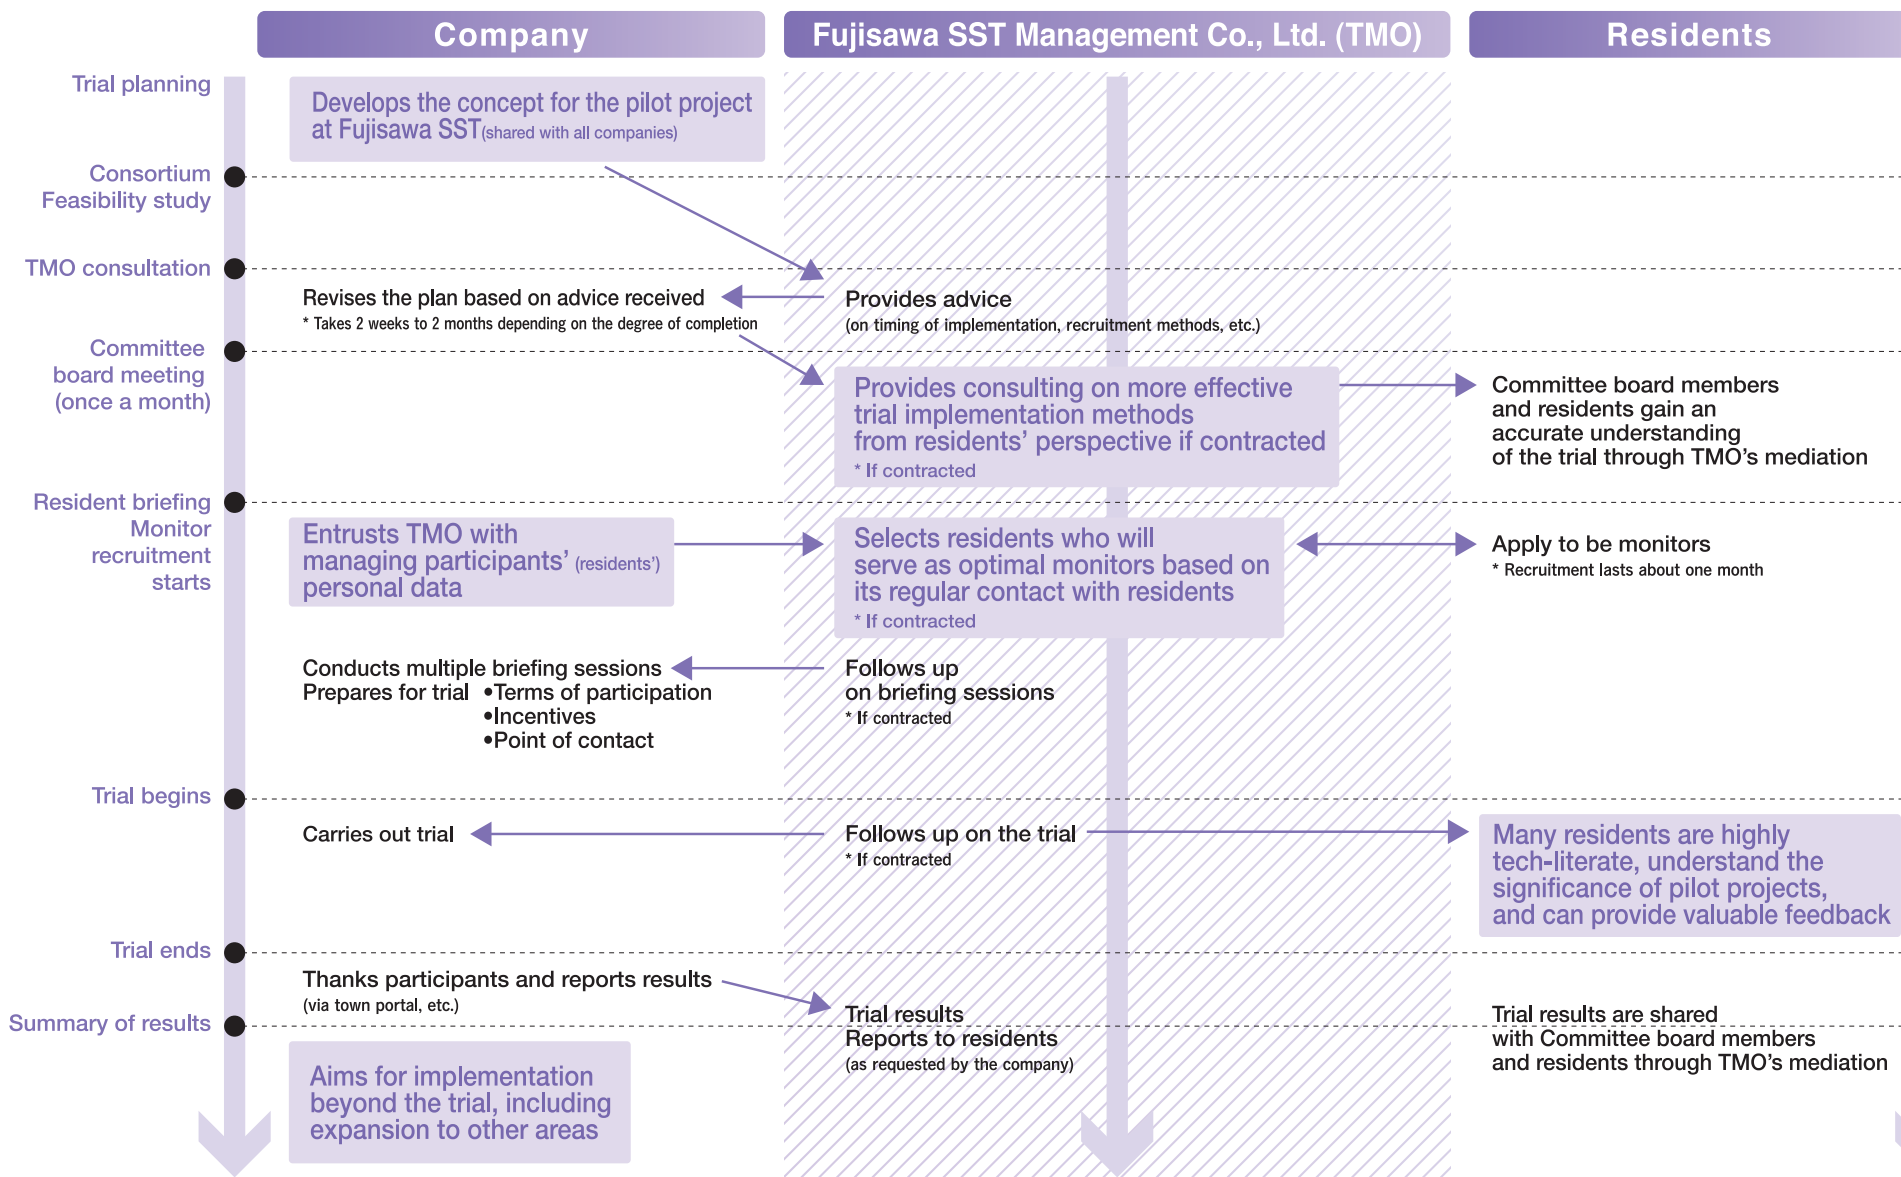 Company
Fujisawa SST Management Co., Ltd. (TMO)
Residents
Trial planning
Develops the concept for the pilot project
at Fujisawa SST(shared with all companies)
Consortium
Feasibility study
TMO consultation
Revises the plan based on advice received
* Takes 2 weeks to 2 months depending on the degree of completion
Provides advice
(on timing of implementation, recruitment methods, etc.)
Committee
board meeting
(once a month)
Provides consulting on more effective
trial implementation methods
from residents’ perspective if contracted
* If contracted
Committee board members
and residents gain an
accurate understanding
of the trial through TMO’s mediation
Resident briefing
Monitor
recruitment
starts
Entrusts TMO with
managing participants’ (residents’)
personal data
Selects residents who will
serve as optimal monitors based on
its regular contact with residents
* If contracted
Apply to be monitors
* Recruitment lasts about one month
Conducts multiple briefing sessions
Prepares for trial •Terms of participation
•Incentives
•Point of contact
Follows up
on briefing sessions
* If contracted
Trial begins
Carries out trial
Follows up on the trial
* If contracted
Many residents are highly
tech-literate, understand the
significance of pilot projects,
and can provide valuable feedback
Trial ends
Thanks participants and reports results
(via town portal, etc.)
Summary of results
Trial results
Reports to residents
(as requested by the company)
Trial results are shared
with Committee board members
and residents through TMO’s mediation
Aims for implementation
beyond the trial, including
expansion to other areas